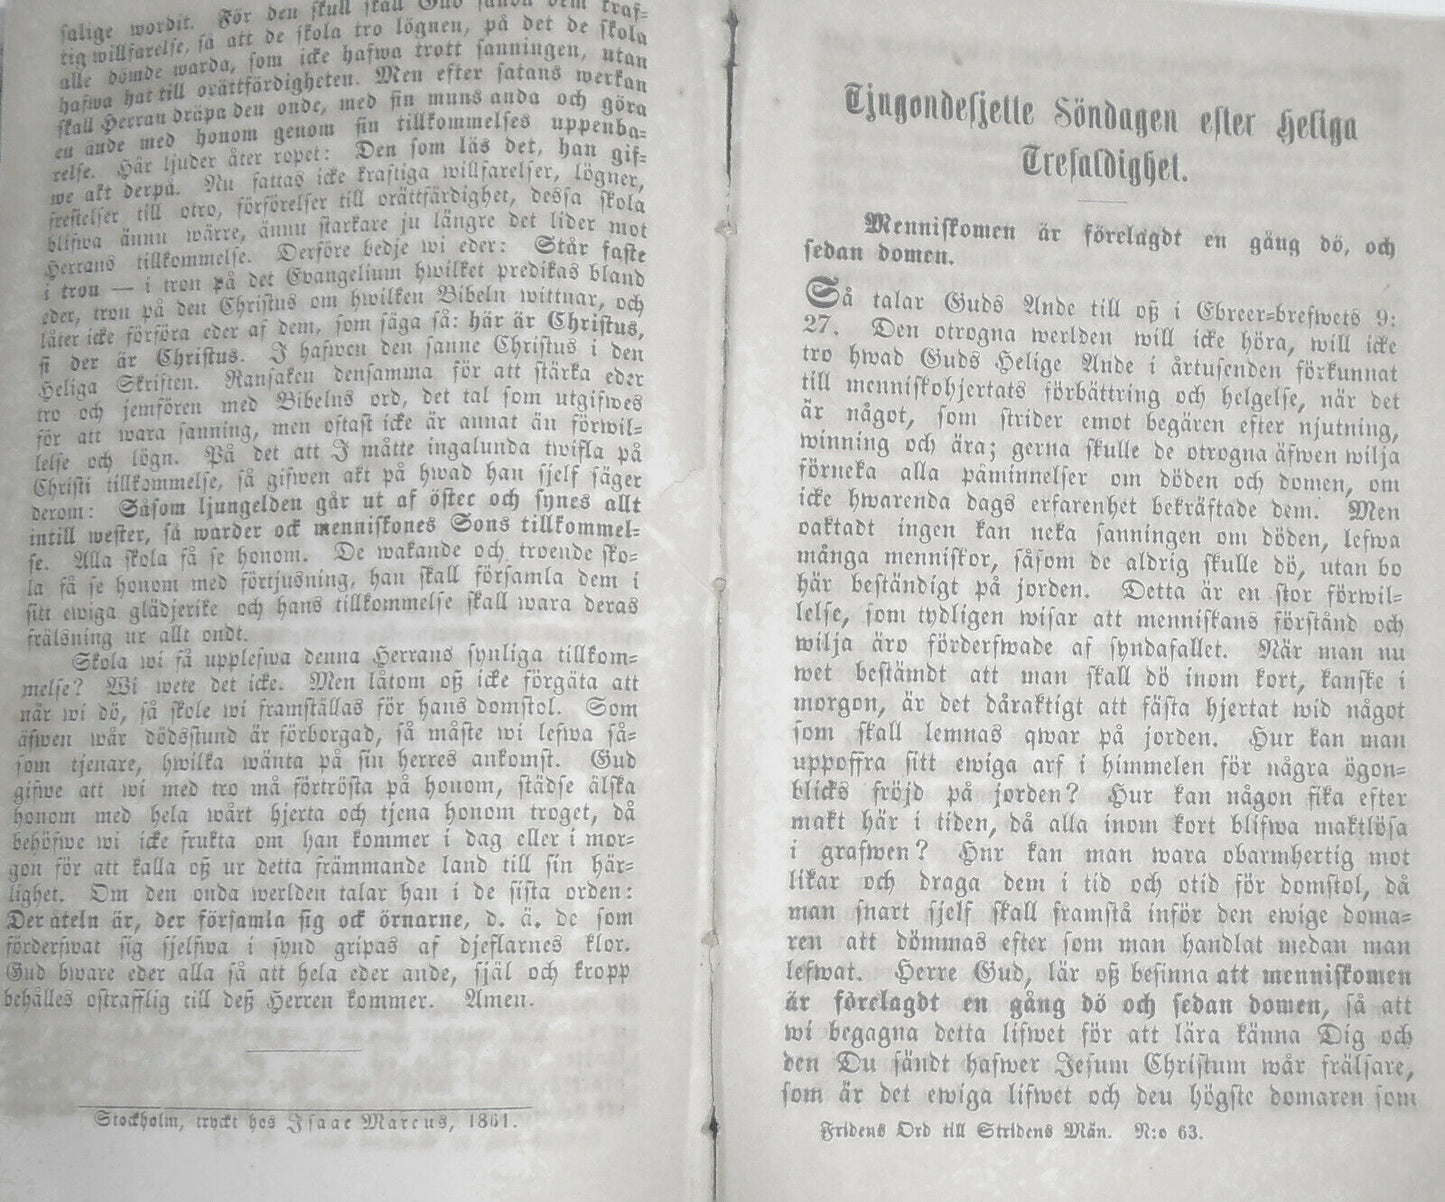 salige wordit. För den skull skall Gud sända dem kraf-
tig willfarelse, så att de skola tro lögnen, på det de skola
alle dömde warda, som icke hafwa trott sanningen, utan
hafwa hat till orättfärdigheten. Men efter satans werkan
skall Herran dräpa den onde, med sin muns anda och göra
en ände med honom genom sin tillkommelses uppenba-
relse. Här ljuder åter ropet: Den som läs det, han gif-
we akt derpå. Nu fattas icke kraftiga willfarelser, lögner,
frestelser till otro, förförelser till orättfärdighet, dessa skola
blifwa ännu wärre, ännu starkare ju längre det lider mot
Herrans tillkommelse. Derföre bedje wi eder: Står faste
i tron — i tron på det Evangelium hwilket predikas bland
eder, tron på den Christus om hwilken Bibeln wittnar, och
låter icke förföra eder af dem, som säga så: här är Christus,
si der är Christus. I hafwen den sanne Christus i den
Heliga Skriften. Ransaken densamma för att stärka eder
tro och jemfören med Bibelns ord, det tal som utgifwes
för att wara sanning, men oftast icke är annat än förwil-
lelse och lögn. På det att I måtte ingalunda twifla på
Christi tillkommelse, så gifwen akt på hwad han sjelf säger
derom: Såsom ljungelden går ut af öster och synes allt
intill wester, så warder ock menniskones Sons tillkommel-
se. Alla skola få se honom. De wakande och troende sko-
la få se honom med förtjusning, han skall församla dem i
sitt ewiga glädjerike och hans tillkommelse skall wara deras
frälsning ur allt ondt.
Skola wi få upplefwa denna Herrans synliga tillkom-
melse? Wi wete det icke. Men låtom oß icke förgäta att
när wi dö, så skole wi framställas för hans domstol. Som
äfwen wår dödsstund är förborgad, så måste wi lefwa så-
som tjenare, hwilka wänta på sin herres ankomst. Gud
gifwe att wi med tro må förtrösta på honom, städse älska
honom med hela wårt hjerta och tjena honom troget, då
behöfwe wi icke frukta om han kommer i dag eller i mor-
gon för att kalla oß ur detta främmande land till sin här-
lighet. Om den onda werlden talar han i de sista orden:
Der åteln är, der församla sig ock örnarne, d. ä. de som
förderfwat sig sjelfwa i synd gripas af djeflarnes klor.
Gud bware eder alla så att hela eder ande, själ och kropp
behålles ostrafflig till deß Herren kommer. Amen.
Stockholm, tryckt hos Isaac Marcus, 1861.
Tjugondesjette Söndagen efter Heliga
Trefaldighet.
Menniskomen är förelagdt en gång dö, och
sedan domen.
Så talar Guds Ande till oß i Ebreer-brefwets 9:
27. Den otrogna werlden will icke höra, will icke
tro hwad Guds Helige Ande i årtusenden förkunnat
till menniskohjertats förbättring och helgelse, när det
är något, som strider emot begären efter njutning,
winning och ära; gerna skulle de otrogna äfwen wilja
förneka alla påminnelser om döden och domen, om
icke hwarenda dags erfarenhet bekräftade dem. Men
oaktadt ingen kan neka sanningen om döden, lefwa
många menniskor, såsom de aldrig skulle dö, utan bo
här beständigt på jorden. Detta är en stor förwil-
lelse, som tydligen wisar att menniskans förstånd och
wilja äro förderfwade af syndafallet. När man nu
wet bestämdt att man skall dö inom kort, kanske i
morgon, är det dåraktigt att fästa hjertat wid något
som skall lemnas qwar på jorden. Hur kan man
uppoffra sitt ewiga arf i himmelen för några ögon-
blicks fröjd på jorden? Hur kan någon fika efter
makt här i tiden, då alla inom kort blifwa maktlösa
i grafwen? Hur kan man wara obarmhertig mot
likar och draga dem i tid och otid för domstol, då
man snart sjelf skall framstå inför den ewige doma-
ren att dömmas efter som man handlat medan man
lefwat. Herre Gud, lär oß besinna att menniskomen
är förelagdt en gång dö och sedan domen, så att
wi begagna detta lifwet för att lära känna Dig och
den Du sändt hafwer Jesum Christum wår frälsare,
som är det ewiga lifwet och den högste domaren som
Fridens Ord till Stridens Män. N:o 63.